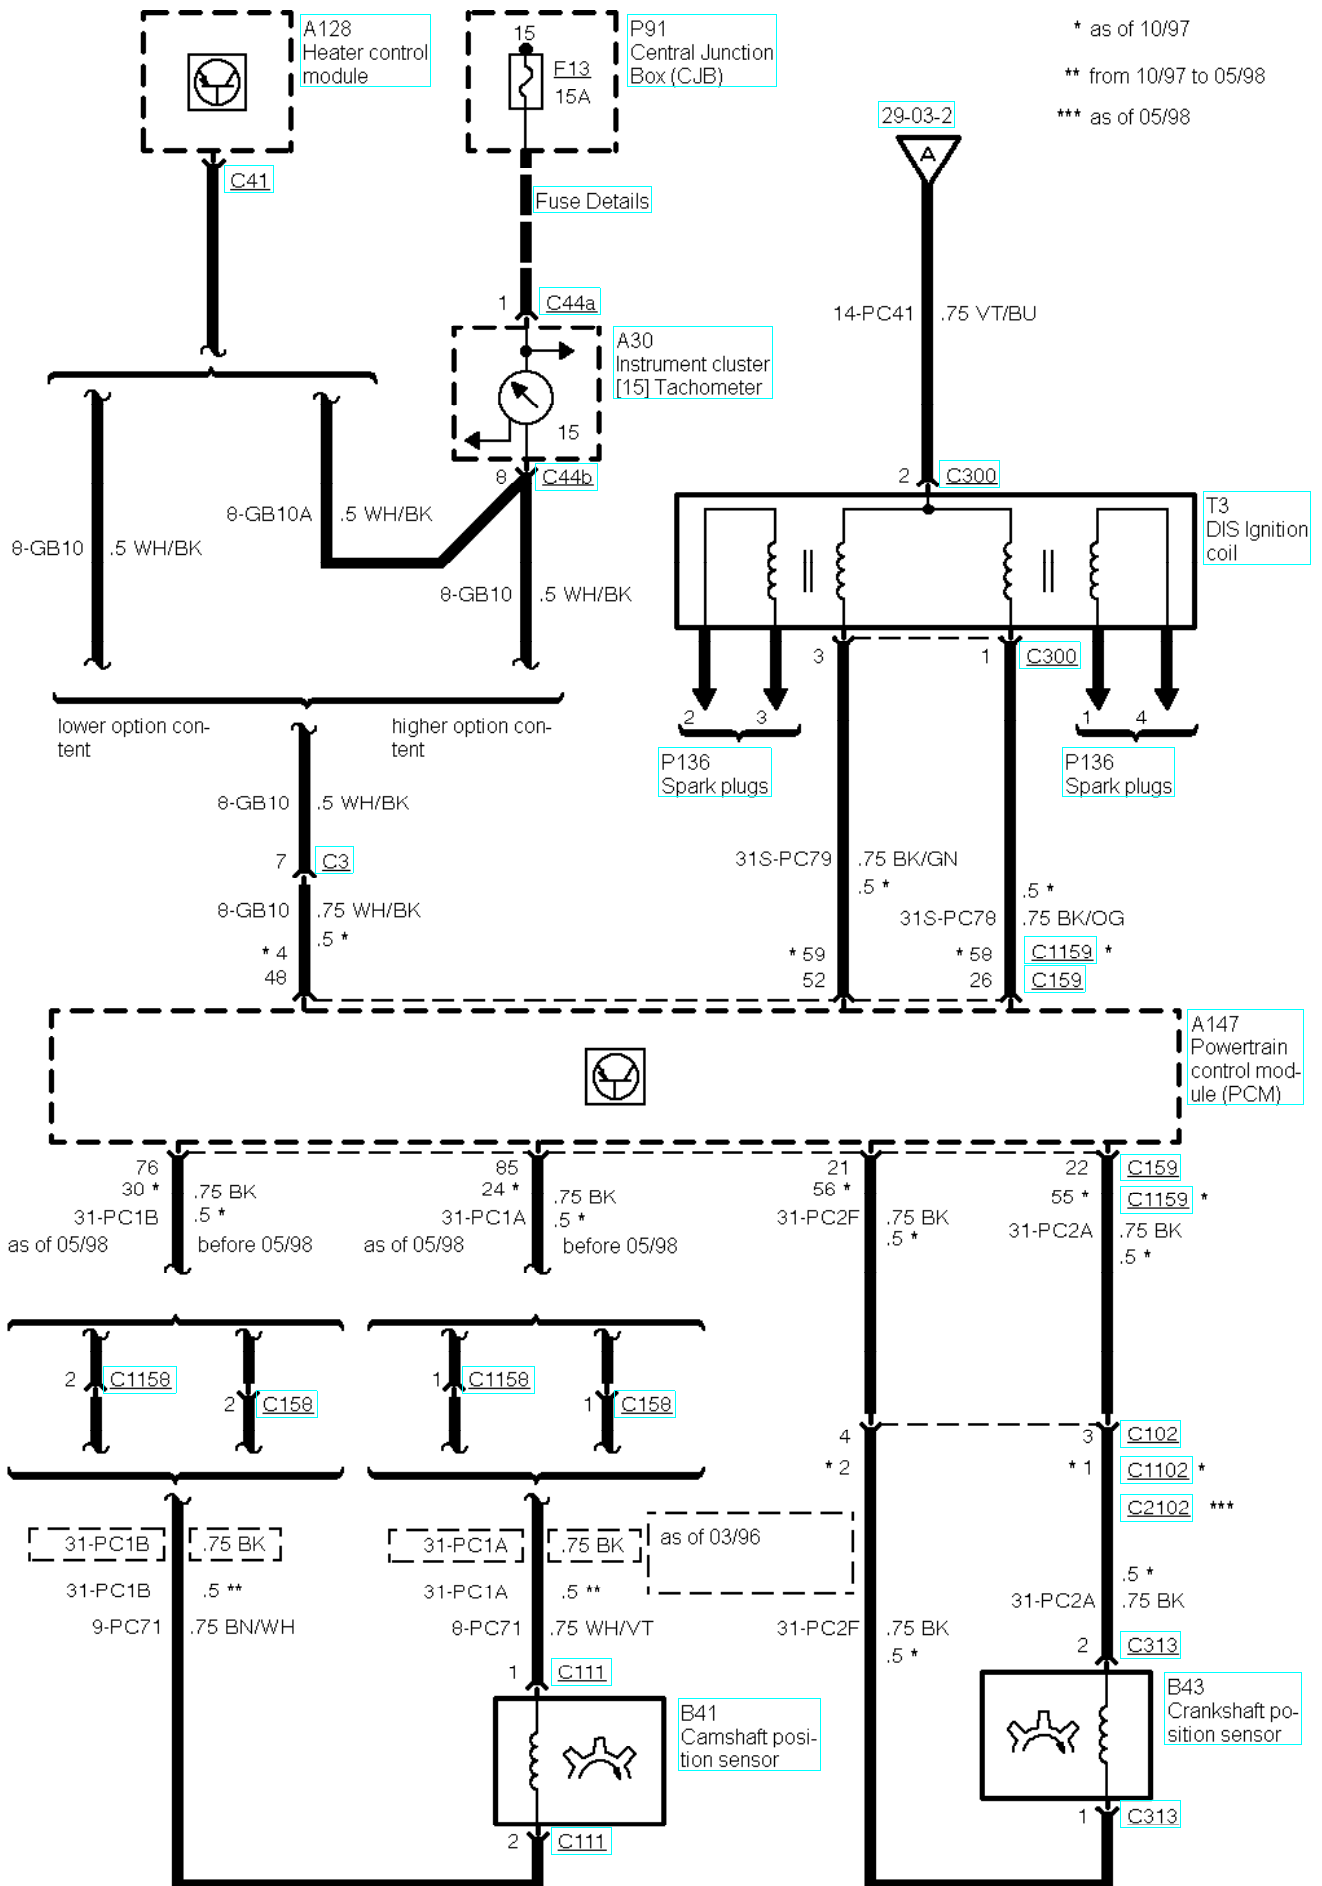 A128
Heater control
module
15
F13
15A
P91
Central Junction
Box (CJB)
* as of 10/97
** from 10/97 to 05/98
*** as of 05/98
29-03-2
A
C41
Fuse Details
1 C44a
A30
Instrument cluster
[15] Tachometer
15
14-PC41 .75 VT/BU
8 C44b
2 C300
8-GB10A .5 WH/BK
8-GB10 .5 WH/BK
8-GB10 .5 WH/BK
T3
DIS Ignition
coil
3 1 C300
2 3
1 4
P136
Spark plugs
P136
Spark plugs
lower option con-
tent
higher option con-
tent
8-GB10 .5 WH/BK
7 C3
31S-PC79 .75 BK/GN
.5 *
.5 *
8-GB10 .75 WH/BK
31S-PC78 .75 BK/OG
.5 *
* 4 * 59 * 58 C1159 *
48 52 26 C159
A147
Powertrain
control mod-
ule (PCM)
76 85 21 22 C159
30 * 24 * 56 * 55 * C1159 *
.75 BK .75 BK
31-PC1B .5 * 31-PC1A .5 * 31-PC2F .75 BK 31-PC2A .75 BK
.5 * .5 *
as of 05/98 before 05/98 as of 05/98 before 05/98
2 C1158 1 C1158
2 C158 1 C158
4 3 C102
* 2 * 1 C1102 *
C2102 ***
31-PC1B .75 BK 31-PC1A .75 BK as of 03/96
.5 *
31-PC1B .5 ** 31-PC1A .5 ** 31-PC2A .75 BK
9-PC71 .75 BN/WH 8-PC71 .75 WH/VT 31-PC2F .75 BK
.5 *
2 C313
1 C111
B43
Crankshaft po-
sition sensor
B41
Camshaft posi-
tion sensor
1 C313
2 C111